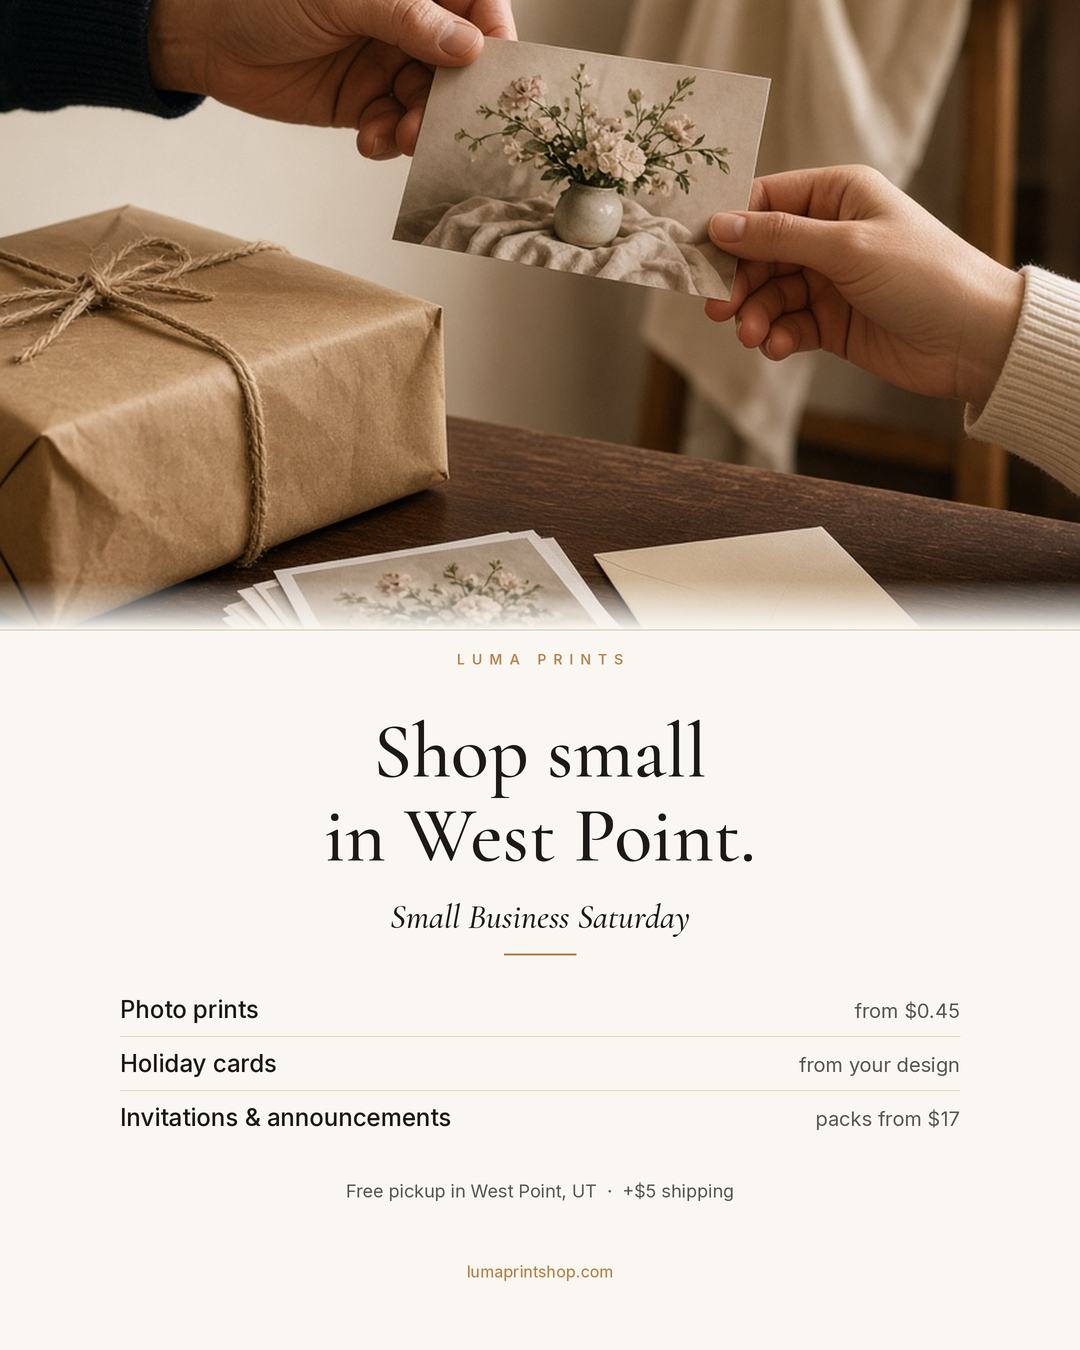 LUMA PRINTS
Shop small
in West Point.
Small Business Saturday
Photo prints from $0.45
Holiday cards from your design
Invitations & announcements packs from $17
Free pickup in West Point, UT · +$5 shipping
lumaprintshop.com